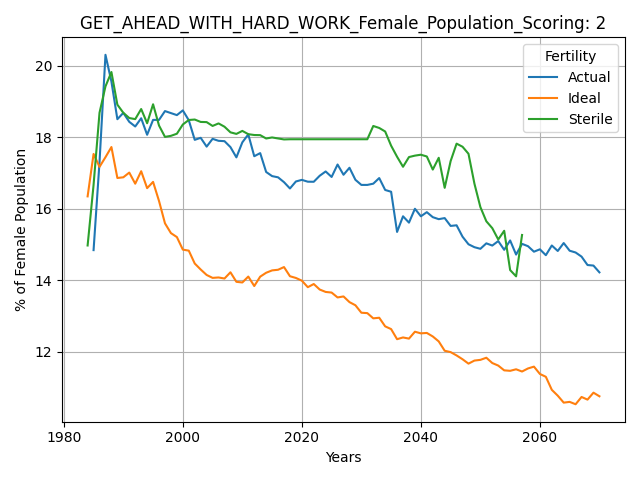 GET_AHEAD_WITH_HARD_WORK_Female_Population_Scoring: 2
Fertility
Actual
Ideal
Sterile
% of Female Population
20
18
16
14
12
1980
2000
2020
2040
2060
Years